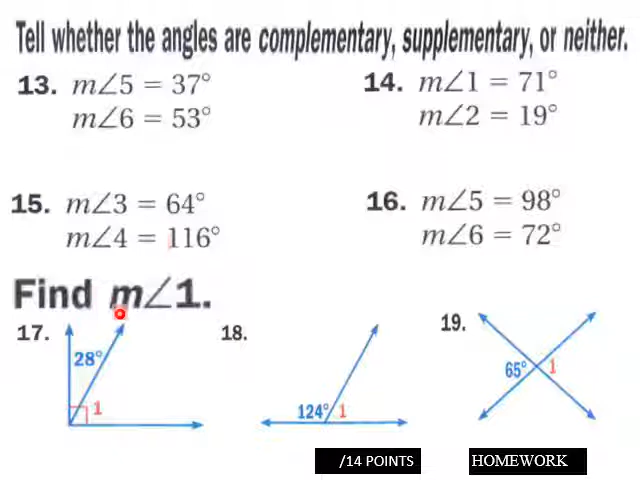 Tell whether the angles are complementary, supplementary, or neither.
13. m∠5 = 37°
m∠6 = 53°
14. m∠1 = 71°
m∠2 = 19°
15. m∠3 = 64°
m∠4 = 116°
16. m∠5 = 98°
m∠6 = 72°
Find m∠1.
17.
28°
1
18.
124°
1
19.
65°
1
/14 POINTS
HOMEWORK